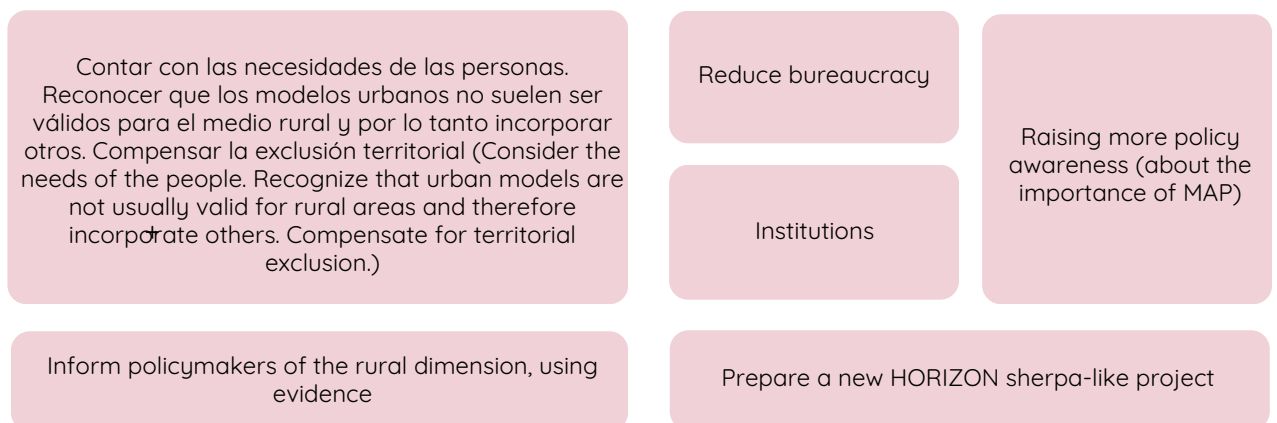 Contar con las necesidades de las personas.
Reconocer que los modelos urbanos no suelen ser
válidos para el medio rural y por lo tanto incorporar
otros. Compensar la exclusión territorial (Consider the
needs of the people. Recognize that urban models are
not usually valid for rural areas and therefore
incorporate others. Compensate for territorial
exclusion.)
Reduce bureaucracy
Institutions
Raising more policy
awareness (about the
importance of MAP)
Inform policymakers of the rural dimension, using
evidence
Prepare a new HORIZON sherpa-like project